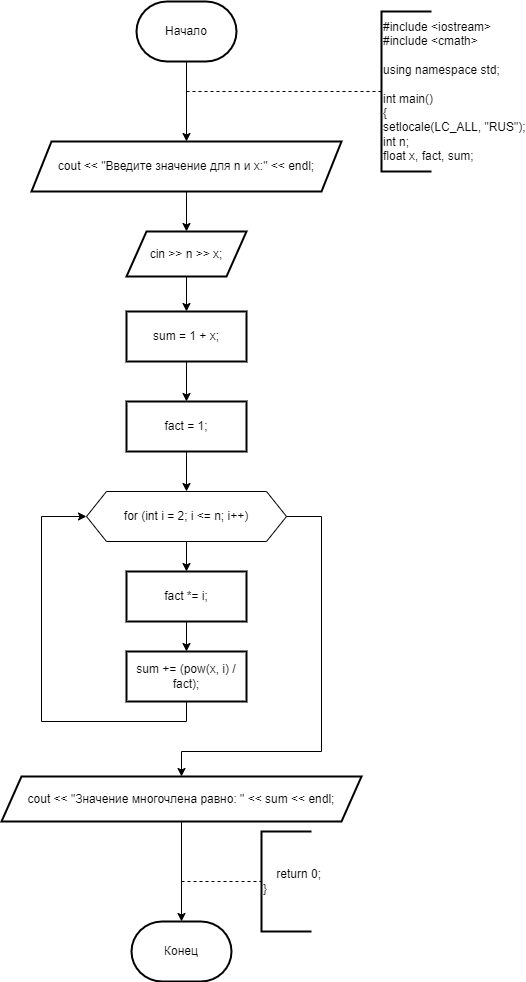 Начало
#include <iostream>
#include <cmath>
using namespace std;
int main()
{
setlocale(LC_ALL, "RUS");
int n;
float x, fact, sum;
cout << "Введите значение для n и x:" << endl;
cin >> n >> x;
sum = 1 + x;
fact = 1;
for (int i = 2; i <= n; i++)
fact *= i;
sum += (pow(x, i) /
fact);
cout << "Значение многочлена равно: " << sum << endl;
return 0;
}
Конец